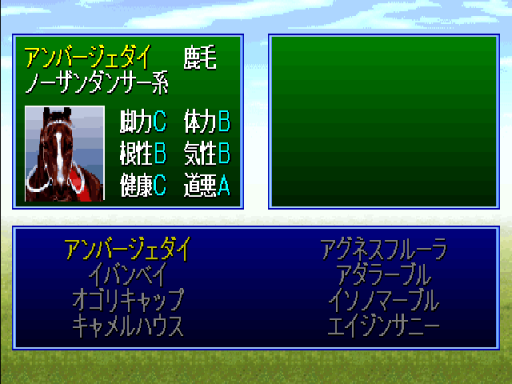 アンバージェダイ 鹿毛
ノーザンダンサー系
脚力C 体力B
根性B 気性B
健康C 道悪A
アンバージェダイ アグネスフルーラ
イバンベイ アダラーブル
オゴリキャップ イソノマーブル
キャメルハウス エイジンサニー